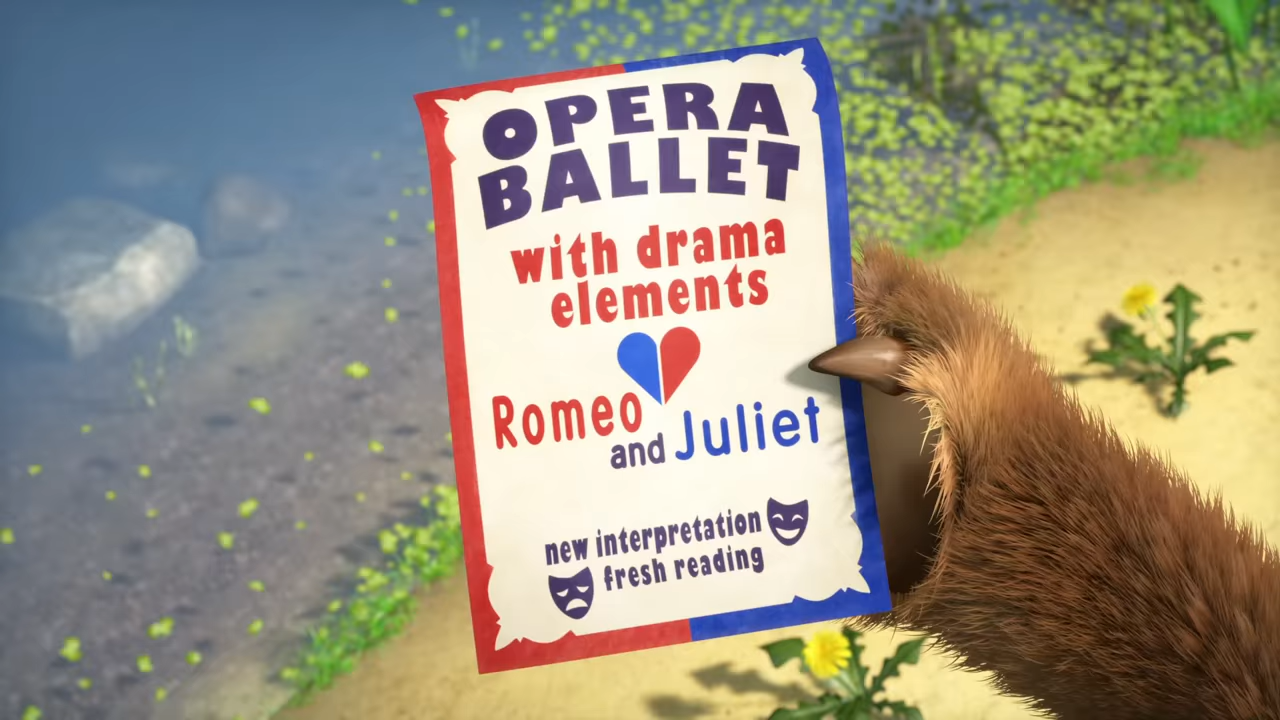 OPERA
BALLET
with drama
elements
Romeo
and Juliet
new interpretation
fresh reading